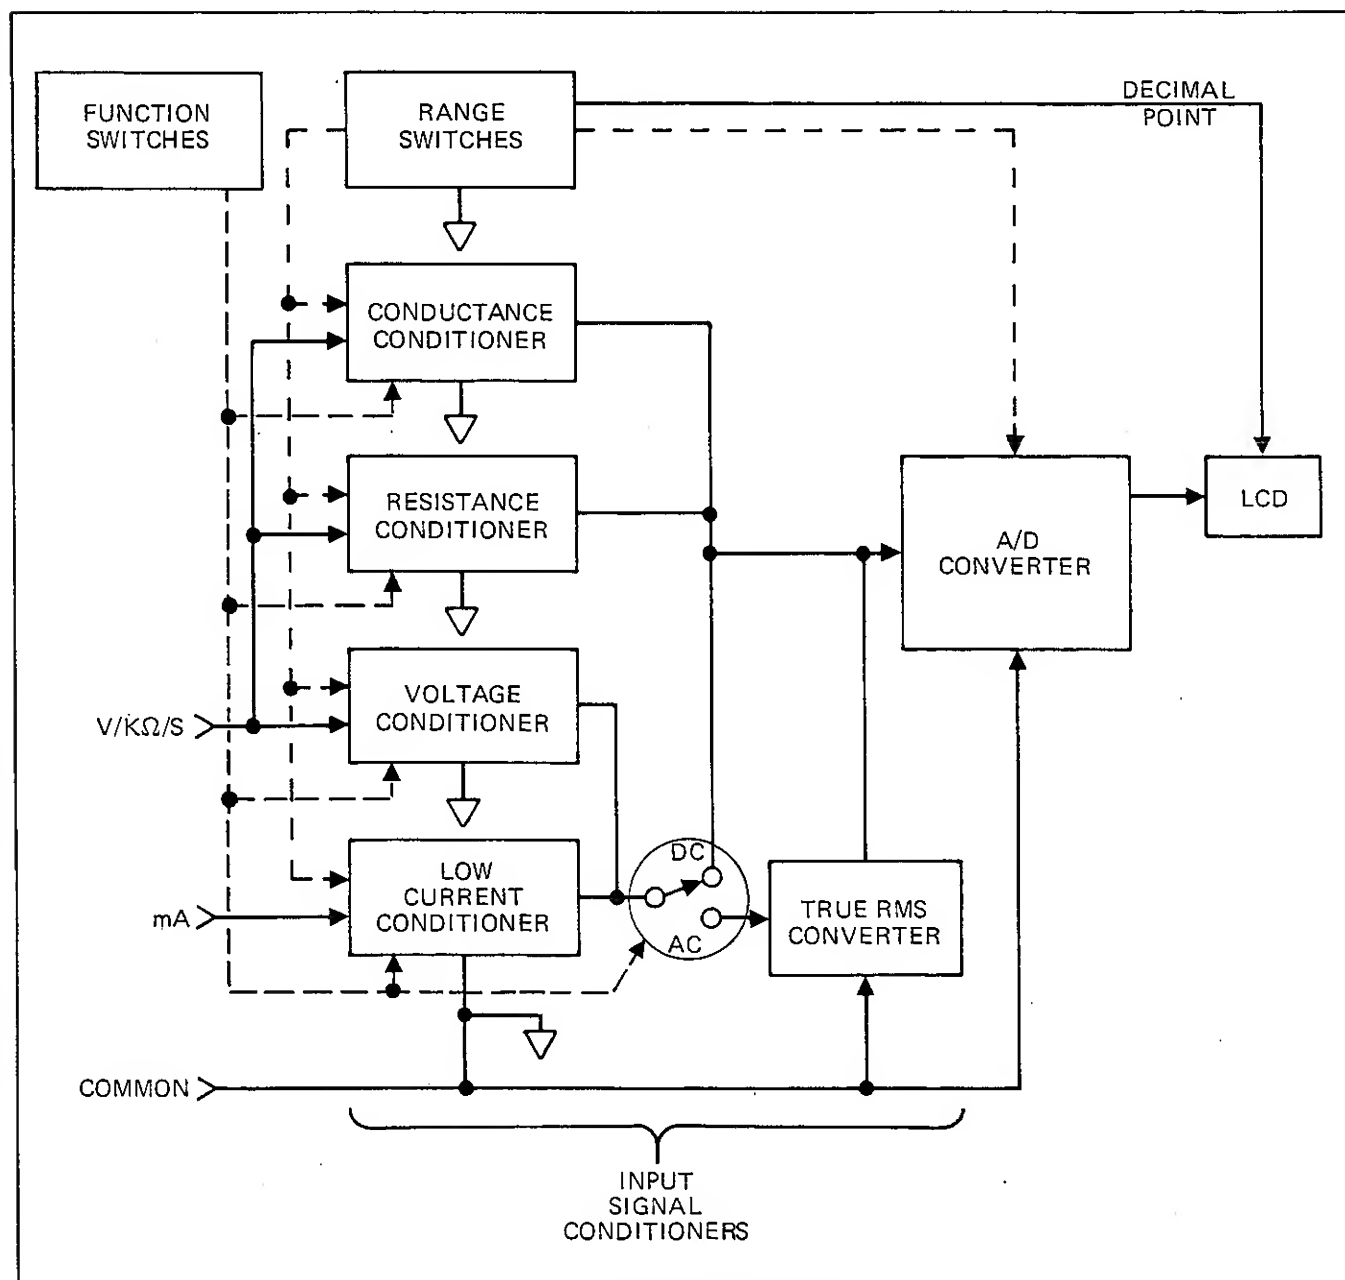 FUNCTION
SWITCHES
RANGE
SWITCHES
DECIMAL
POINT
CONDUCTANCE
CONDITIONER
RESISTANCE
CONDITIONER
A/D
CONVERTER
LCD
VOLTAGE
CONDITIONER
V/kΩ/S
LOW
CURRENT
CONDITIONER
mA
DC
AC
TRUE RMS
CONVERTER
COMMON
INPUT
SIGNAL
CONDITIONERS